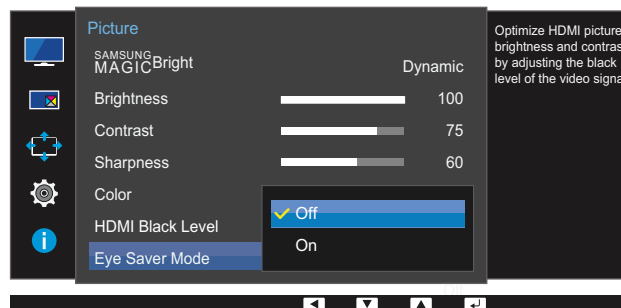 Picture
SAMSUNG
MAGICBright Dynamic
Brightness 100
Contrast 75
Sharpness 60
Color
HDMI Black Level
Eye Saver Mode
Off
On
Optimize HDMI picture
brightness and contras
by adjusting the black
level of the video signa